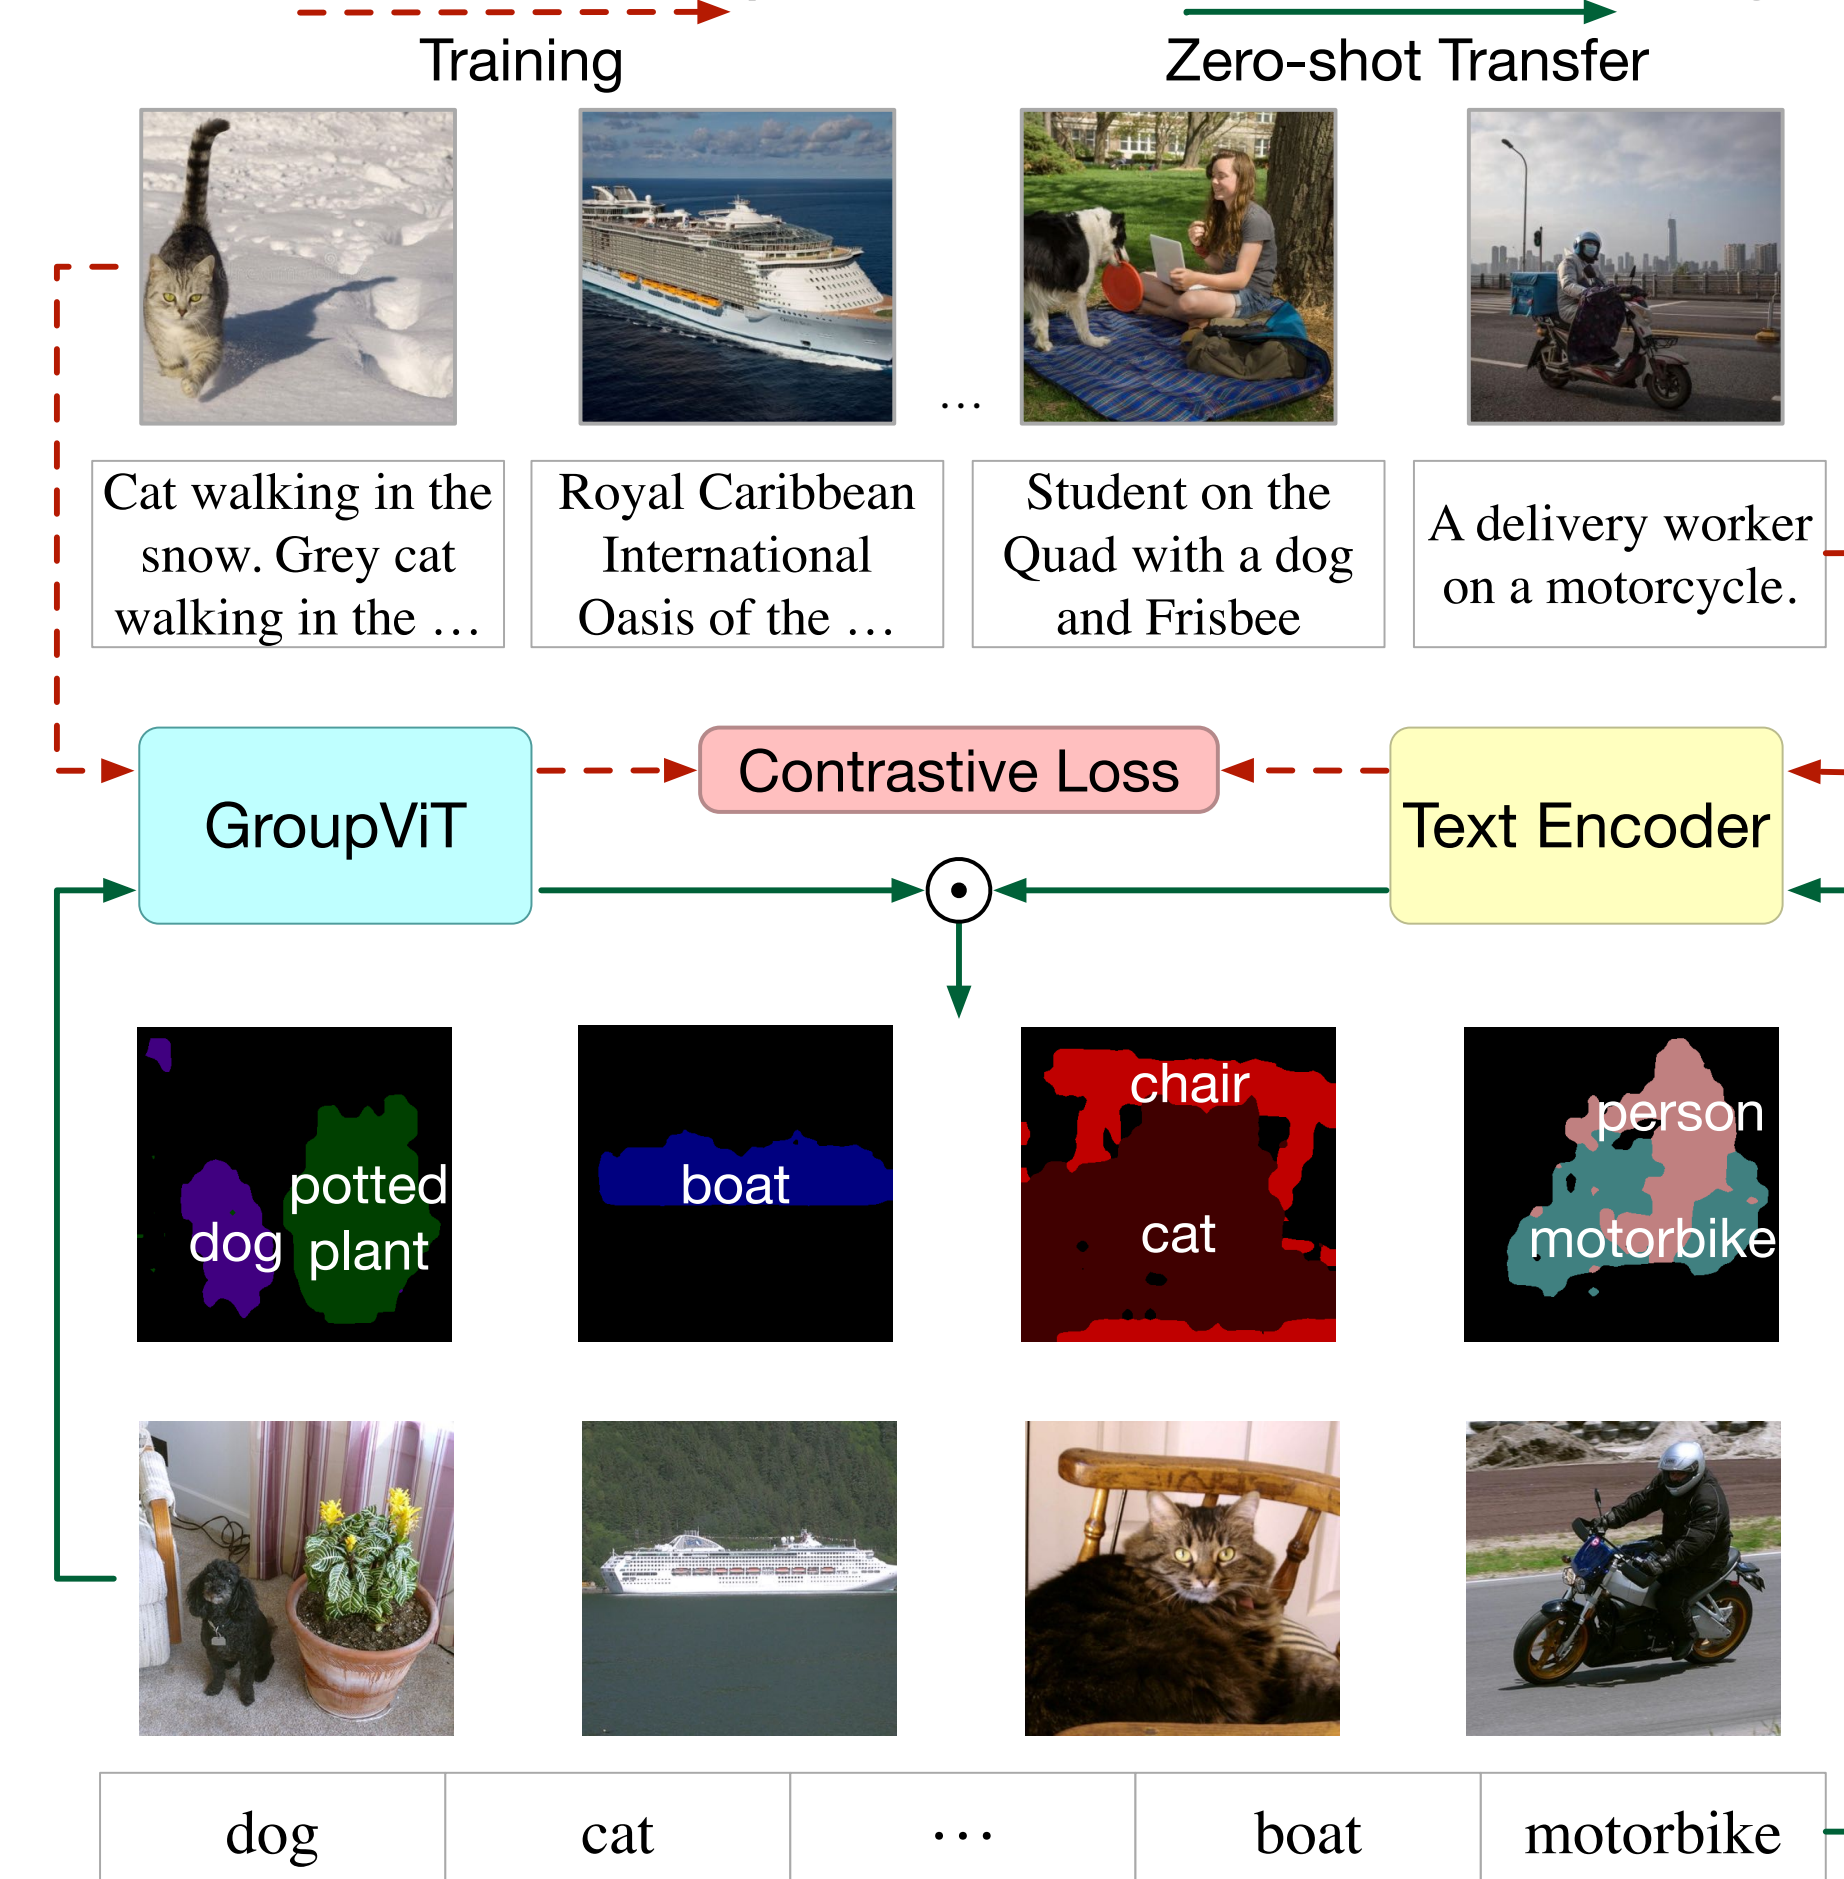 Training
Zero-shot Transfer
...
Cat walking in the
snow. Grey cat
walking in the ...
Royal Caribbean
International
Oasis of the ...
Student on the
Quad with a dog
and Frisbee
A delivery worker
on a motorcycle.
GroupViT
Contrastive Loss
Text Encoder
dog
potted
plant
boat
chair
cat
person
motorbike
dog
cat
...
boat
motorbike